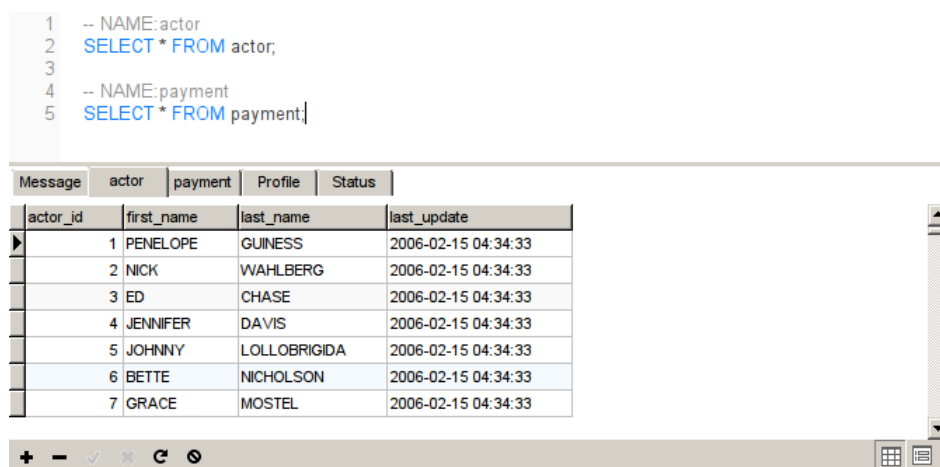 1 -- NAME:actor
2 SELECT * FROM actor;
3
4 -- NAME:payment
5 SELECT * FROM payment;
Message actor payment Profile Status
actor_id first_name last_name last_update
1 PENELOPE GUINESS 2006-02-15 04:34:33
2 NICK WAHLBERG 2006-02-15 04:34:33
3 ED CHASE 2006-02-15 04:34:33
4 JENNIFER DAVIS 2006-02-15 04:34:33
5 JOHNNY LOLLOBRIGIDA 2006-02-15 04:34:33
6 BETTE NICHOLSON 2006-02-15 04:34:33
7 GRACE MOSTEL 2006-02-15 04:34:33